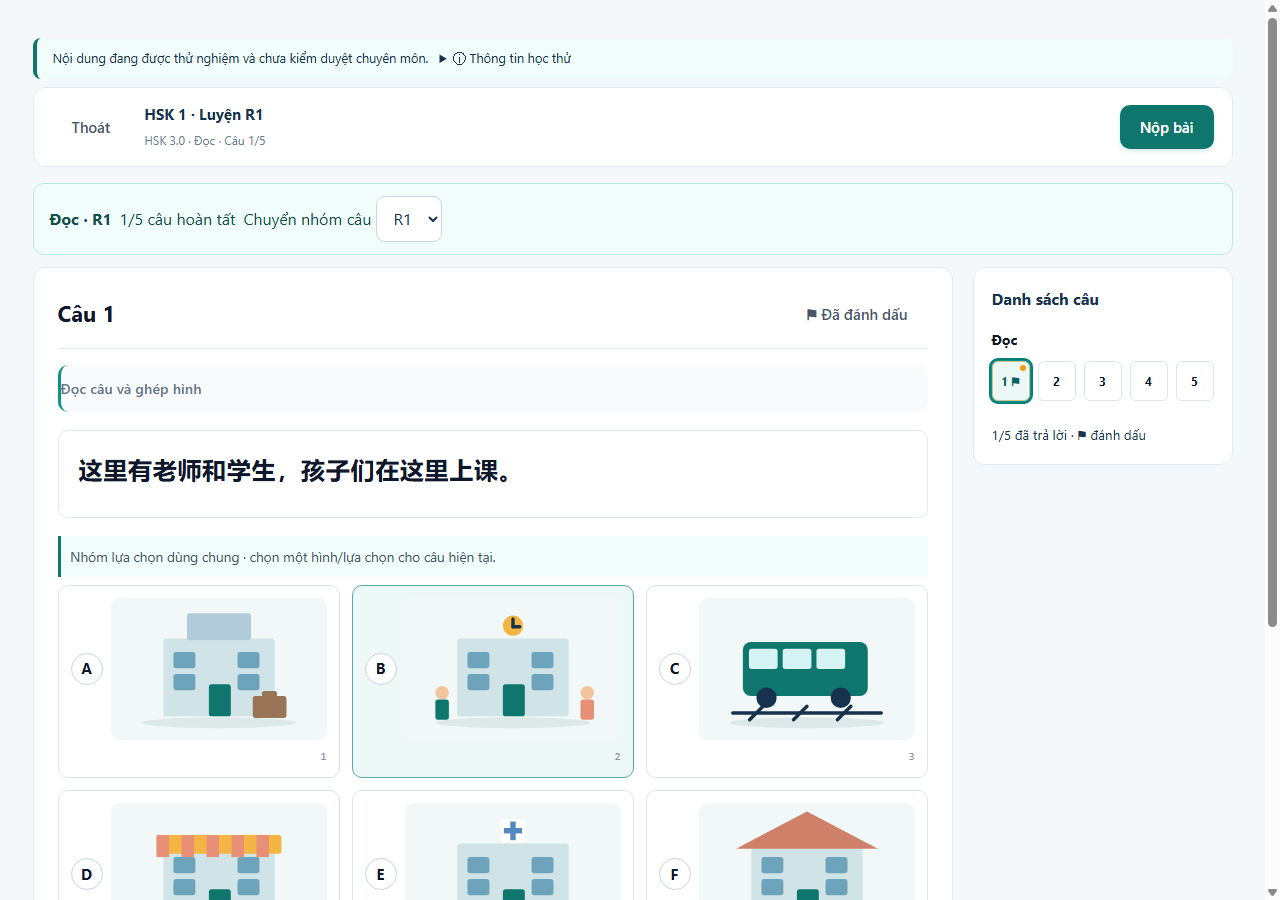 Nội dung đang được thử nghiệm và chưa kiểm duyệt chuyên môn. ▶ ⓘ Thông tin học thử
Thoát
HSK 1 · Luyện R1
HSK 3.0 · Đọc · Câu 1/5
Nộp bài
Đọc · R1 1/5 câu hoàn tất Chuyển nhóm câu R1
Câu 1
⚑ Đã đánh dấu
Đọc câu và ghép hình
这里有老师和学生，孩子们在这里上课。
Nhóm lựa chọn dùng chung · chọn một hình/lựa chọn cho câu hiện tại.
A
1
B
2
C
3
D
E
F
Danh sách câu
Đọc
1 ⚑ 2 3 4 5
1/5 đã trả lời · ⚑ đánh dấu